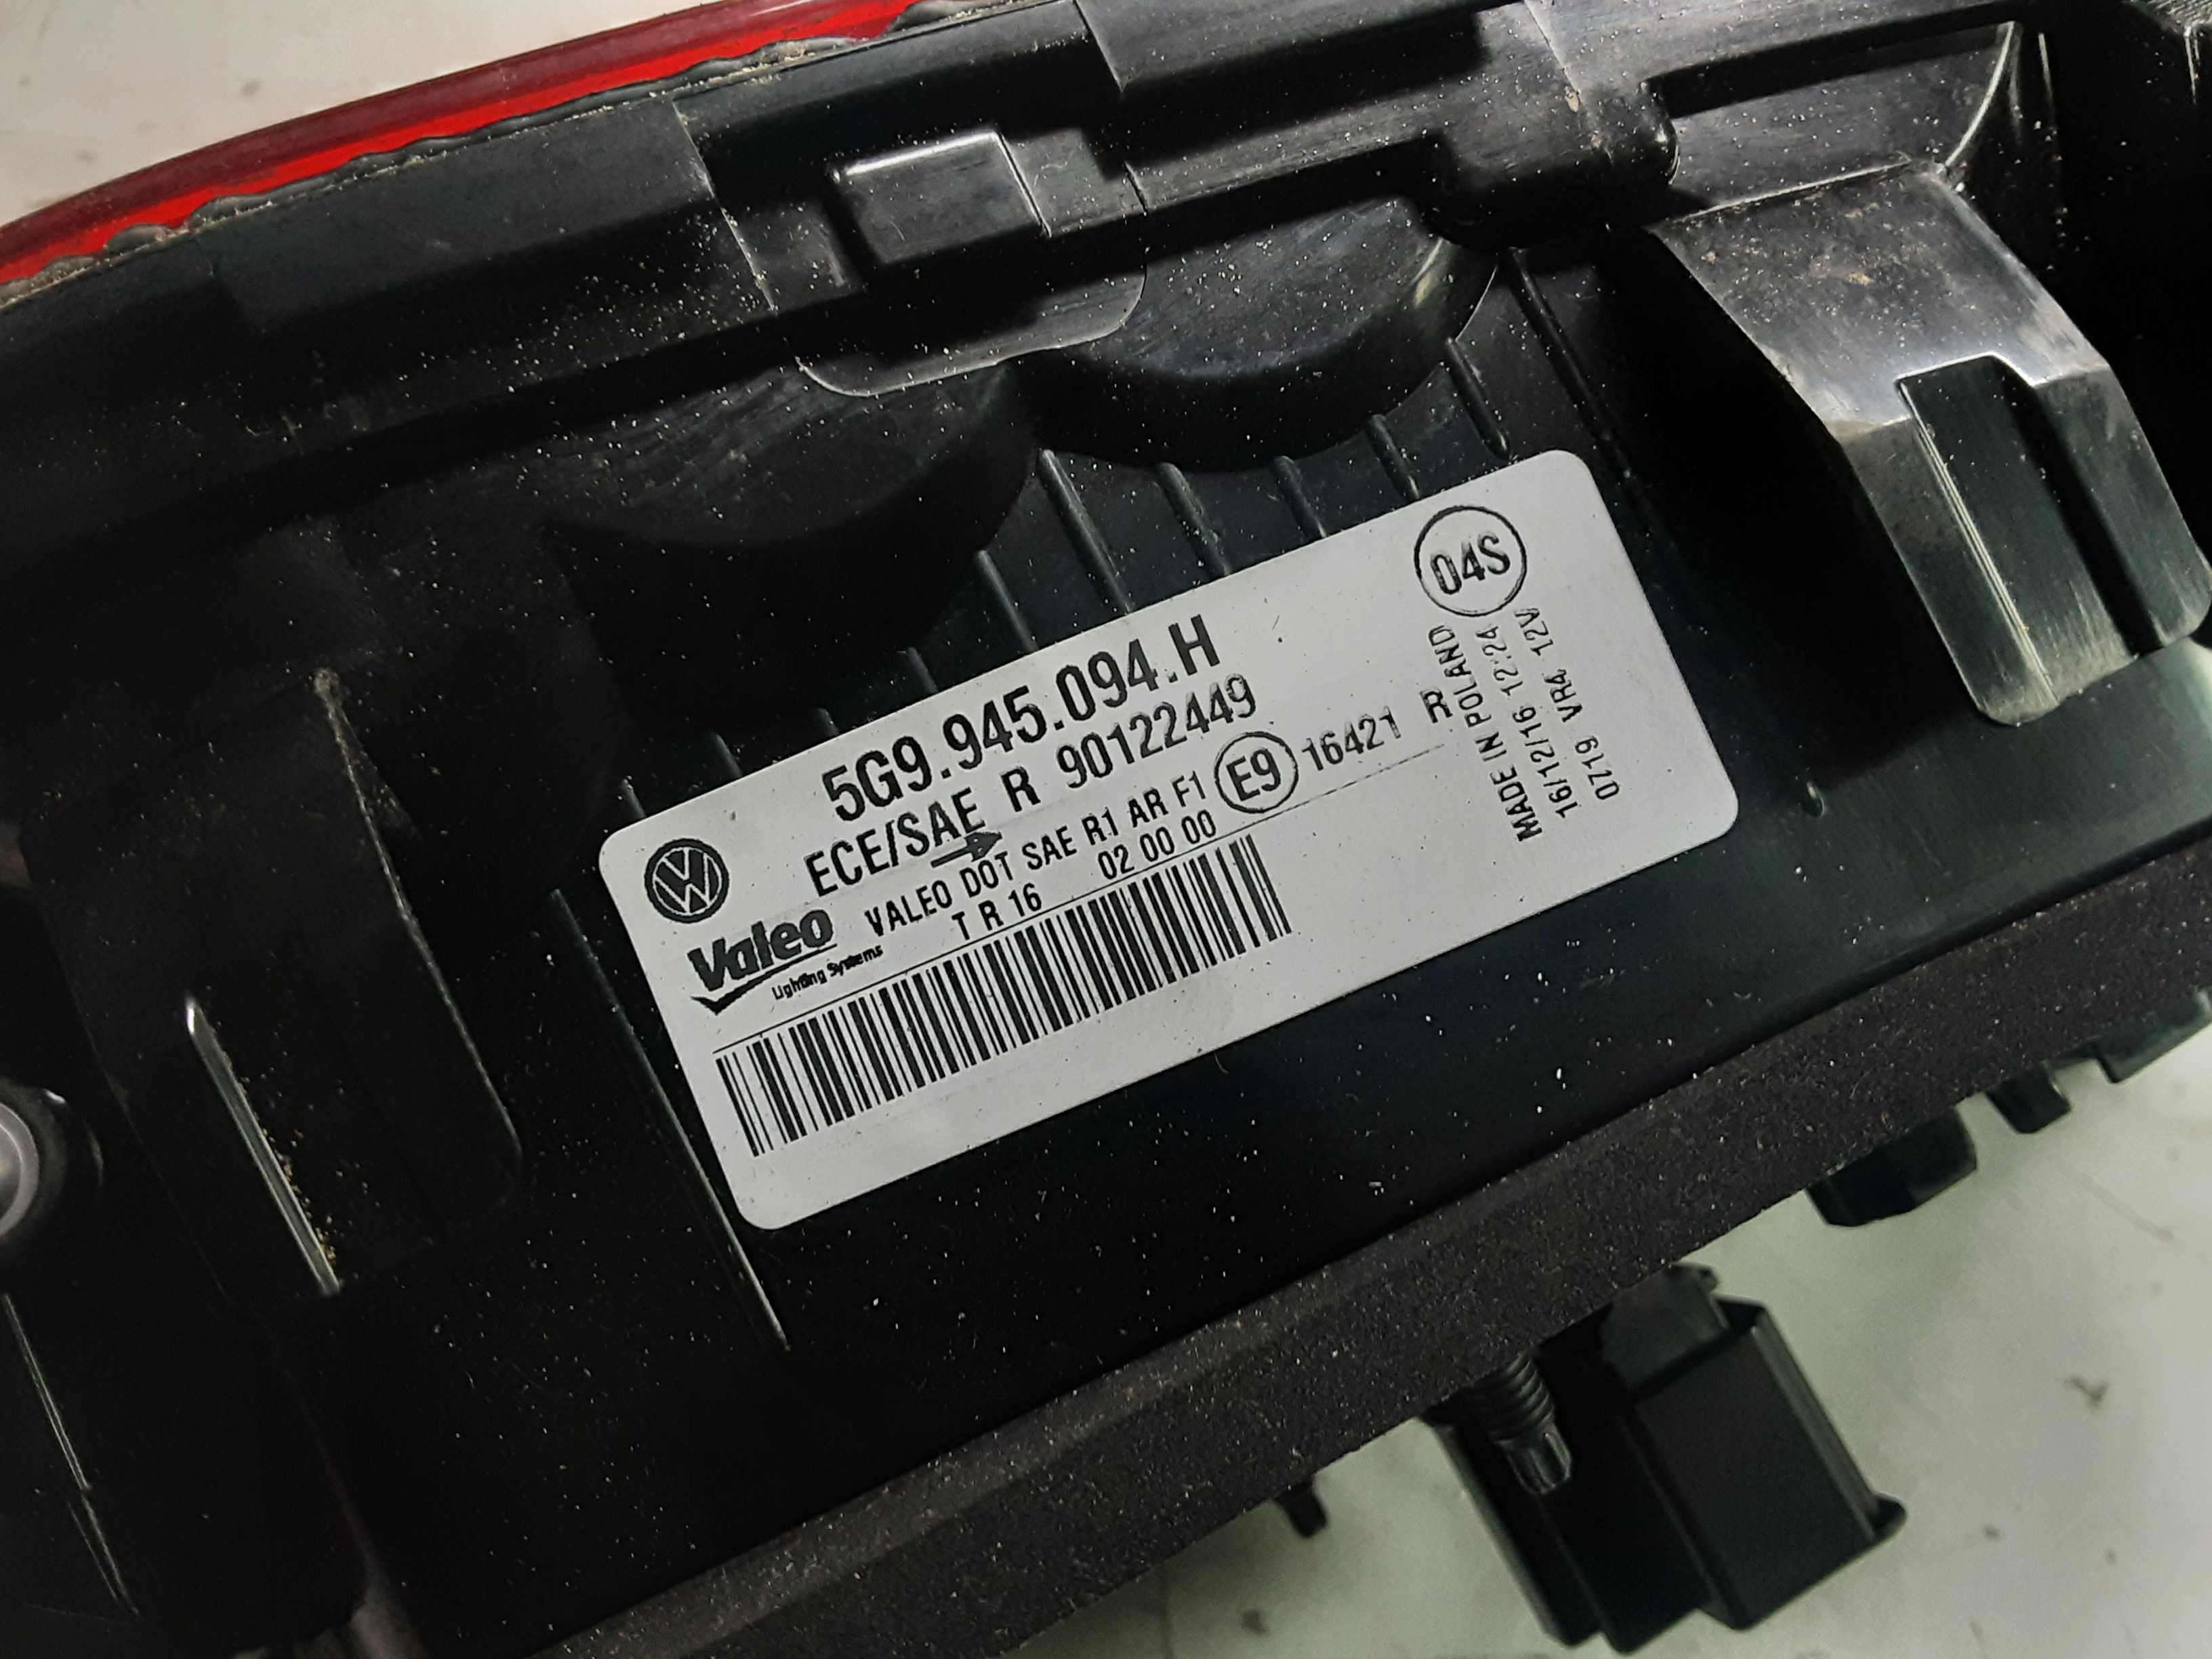 5G9.945.094.H
ECE/SAE R 90122449
VALEO DOT SAE R1 AR F1 E9 16421 R
T R 16 02 00 00
VW
Valeo
Lighting Systems
04S
MADE IN POLAND
16/12/16 12:24
0719 VR4 12V